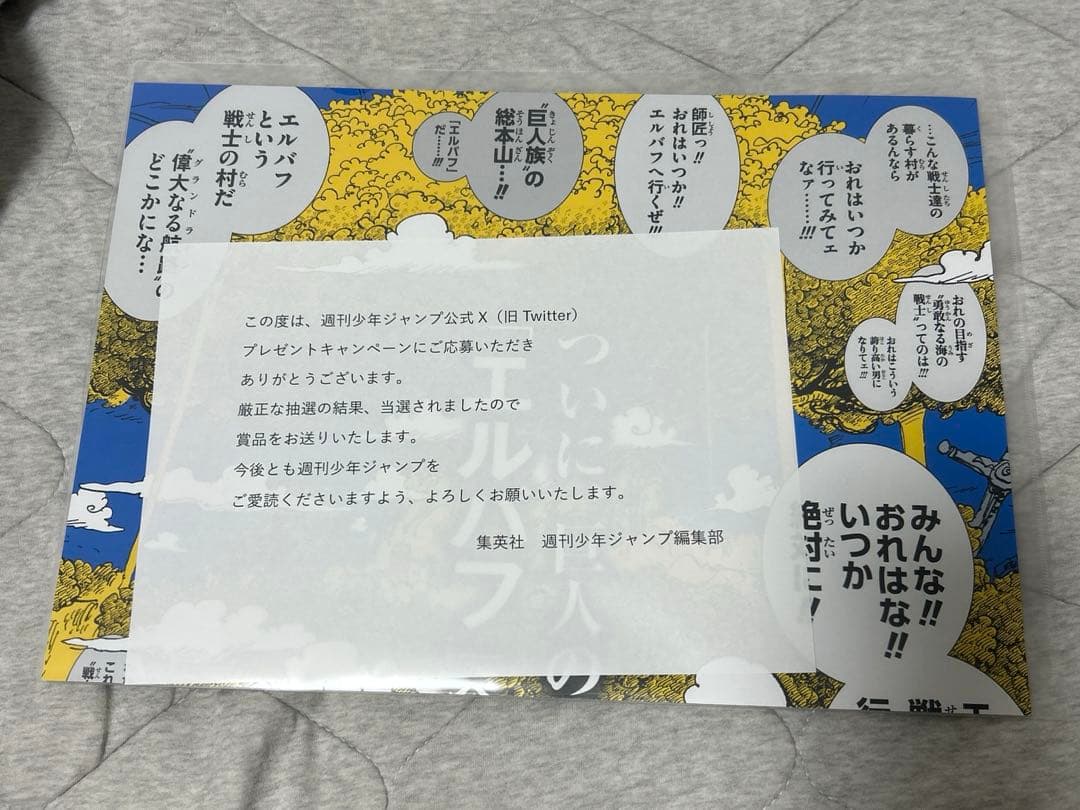 …こんな戦士達の
暮らす村が
あるんなら
おれはいつか
行ってみてェ
なァ………!!!
師匠っ!!
おれはいつか!!
エルバフへ行くぜ!!!
“巨人族”の
総本山…!!
「エルバフ」
だ……!!!
エルバフ
という
戦士の村だ
どこかにな…
おれの目指す
“勇敢なる海の
戦士”ってのは!!!
おれはこういう
誇り高い男に
なりてェ!!!
この度は、週刊少年ジャンプ公式X（旧Twitter）
プレゼントキャンペーンにご応募いただき
ありがとうございます。
厳正な抽選の結果、当選されましたので
賞品をお送りいたします。
今後とも週刊少年ジャンプを
ご愛読くださいますよう、よろしくお願いいたします。
集英社　週刊少年ジャンプ編集部
ついに巨人の
「エルバフ
みんな!!
おれはな!!
いつか
絶対に!